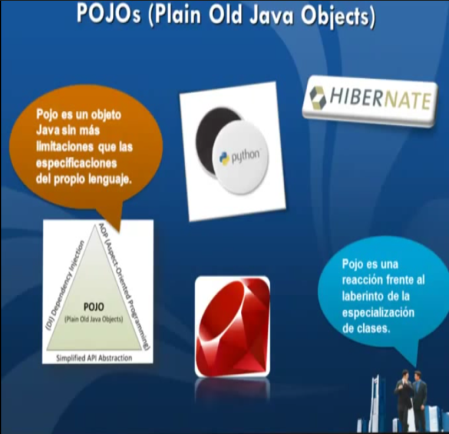 POJOs (Plain Old Java Objects)
HIBERNATE
Pojo es un objeto
Java sin más
limitaciones que las
especificaciones
del propio lenguaje.
python
(DI) Dependency Injection
AOP (Aspect-Oriented Programming)
POJO
(Plain Old Java Objects)
Simplified API Abstraction
Pojo es una
reacción frente al
laberinto de la
especialización
de clases.